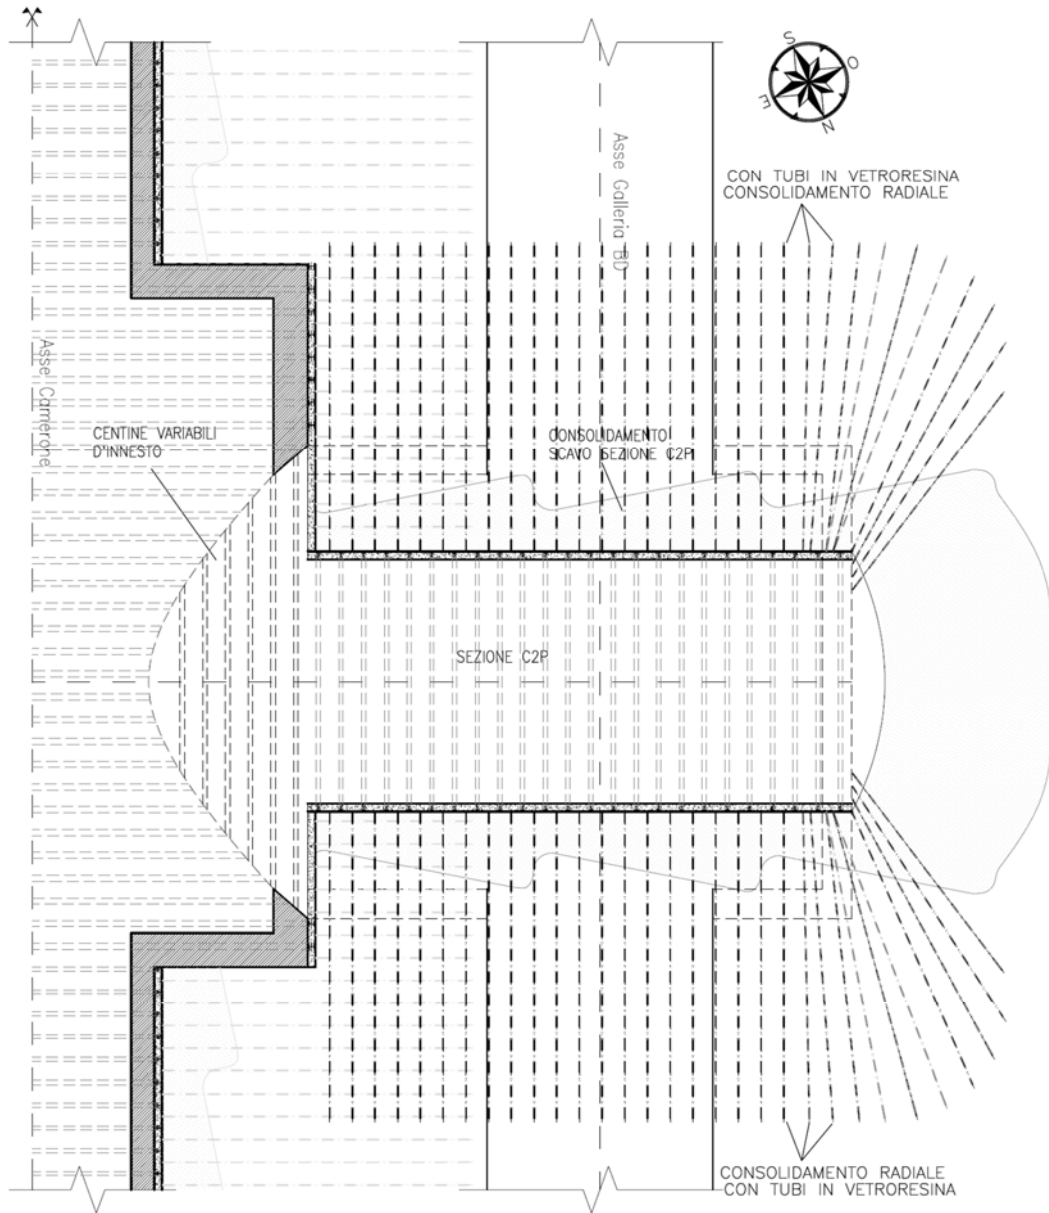 S
O
E
N
CON TUBI IN VETRORESINA
CONSOLIDAMENTO RADIALE
Asse Galleria BD
Asse Camerone
CENTINE VARIABILI
D'INNESTO
CONSOLIDAMENTO
SCAVO SEZIONE C2P
SEZIONE C2P
CONSOLIDAMENTO RADIALE
CON TUBI IN VETRORESINA